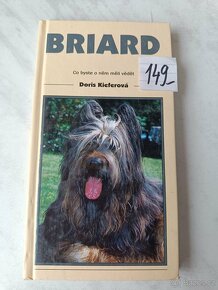 BRIARD
Co byste o něm měli vědět
149,-
Doris Kieferová